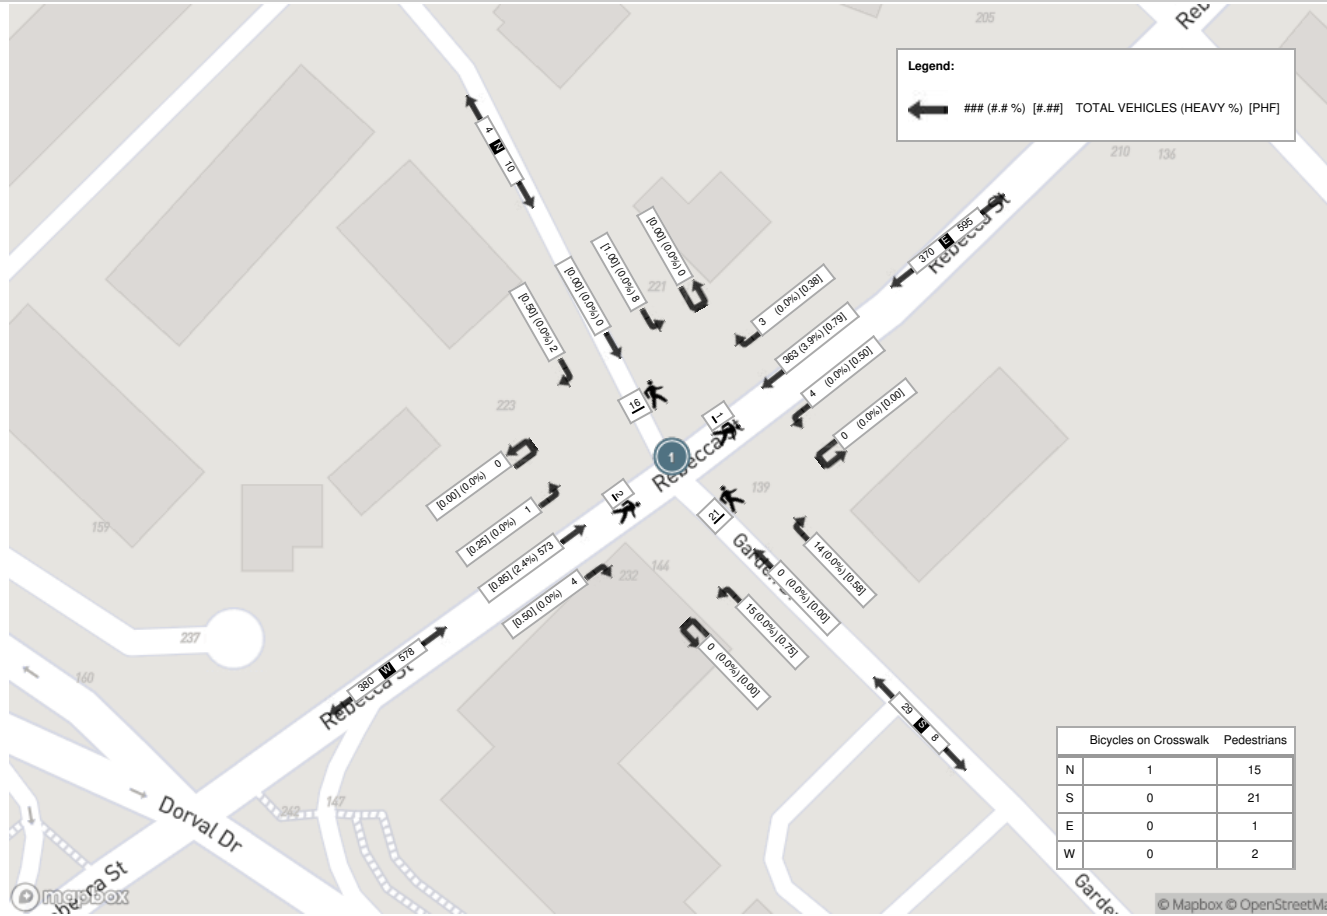 205
Reb
Legend:
### (#.# %) [#.##] TOTAL VEHICLES (HEAVY %) [PHF]
210
136
4 N 10
370 E 595
Rebecca St
[0.00] (0.0%) 0
[1.00] (0.0%) 8
[0.00] (0.0%) 0
[0.50] (0.0%) 2
221
3 (0.0%) [0.38]
363 (3.9%) [0.79]
4 (0.0%) [0.50]
0 (0.0%) [0.00]
223
16
1
1
Rebecca St
2
21
139
159
[0.00] (0.0%) 0
[0.25] (0.0%) 1
[0.85] (2.4%) 573
[0.50] (0.0%) 4
232
144
Garden
14 (0.0%) [0.58]
0 (0.0%) [0.00]
15 (0.0%) [0.75]
0 (0.0%) [0.00]
237
160
380 W 578
Rebecca St
29 S 8
Bicycles on Crosswalk Pedestrians
N 1 15
S 0 21
E 0 1
W 0 2
242
147
Dorval Dr
ebecca St
Garde
mapbox
© Mapbox © OpenStreetMa